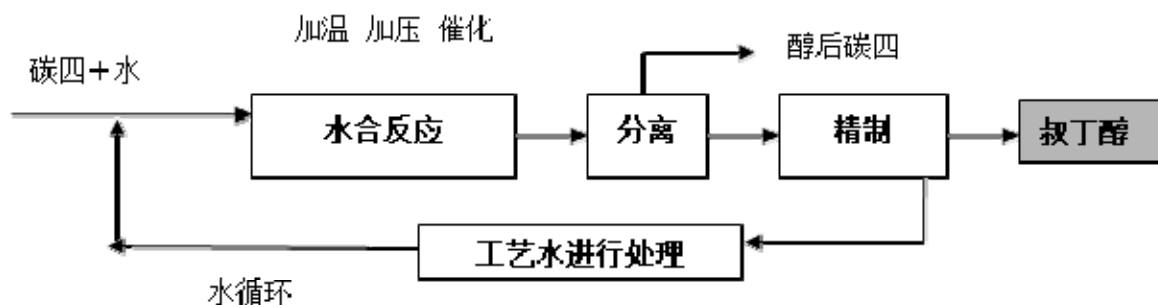 加温 加压 催化
醇后碳四
碳四+水
水合反应
分离
精制
叔丁醇
工艺水进行处理
水循环